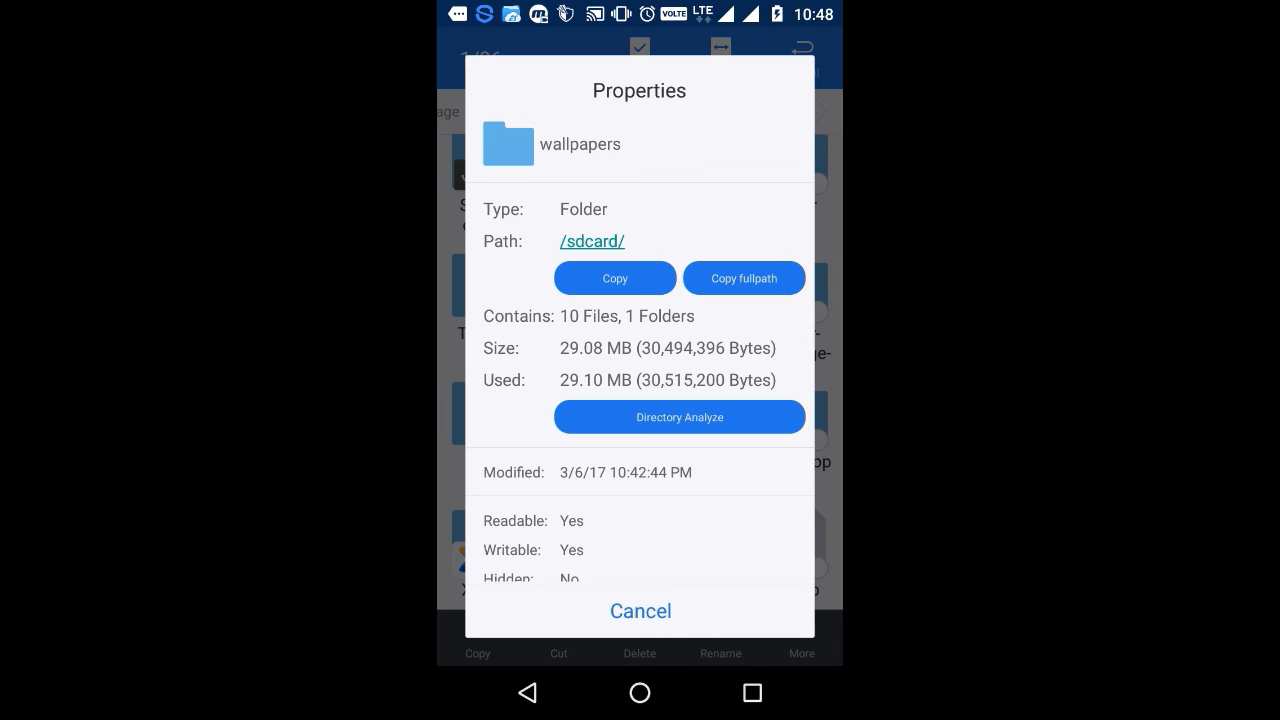 VOLTE LTE 10:48
Properties
wallpapers
Type: Folder
Path: /sdcard/
Copy Copy fullpath
Contains: 10 Files, 1 Folders
Size: 29.08 MB (30,494,396 Bytes)
Used: 29.10 MB (30,515,200 Bytes)
Directory Analyze
Modified: 3/6/17 10:42:44 PM
Readable: Yes
Writable: Yes
Hidden: No
Cancel
Copy Cut Delete Rename More